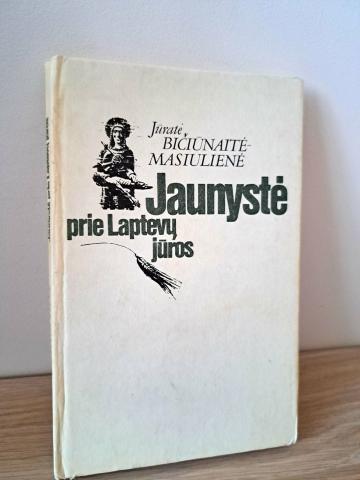 Jūratė
BIČIŪNAITĖ-
MASIULIENĖ
Jaunystė
prie Laptevų
jūros